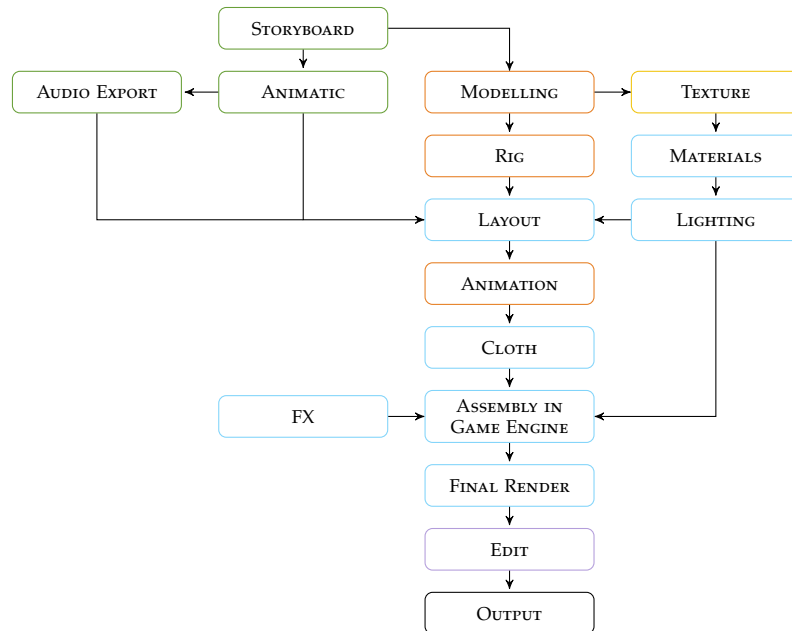 Storyboard
Audio Export
Animatic
Modelling
Texture
Rig
Materials
Layout
Lighting
Animation
Cloth
FX
Assembly in
Game Engine
Final Render
Edit
Output